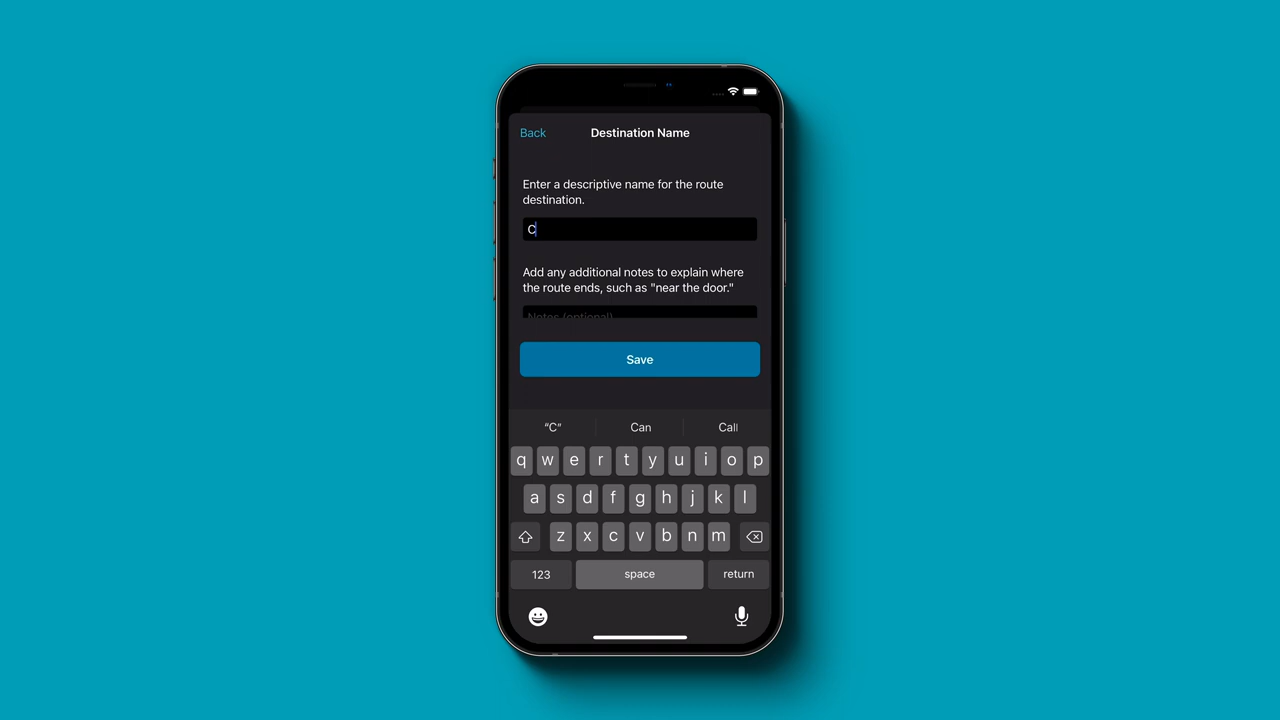 Back
Destination Name
Enter a descriptive name for the route
destination.
C
Add any additional notes to explain where
the route ends, such as "near the door."
Notes (optional)
Save
"C" Can Call
q w e r t y u i o p
a s d f g h j k l
z x c v b n m
123 space return